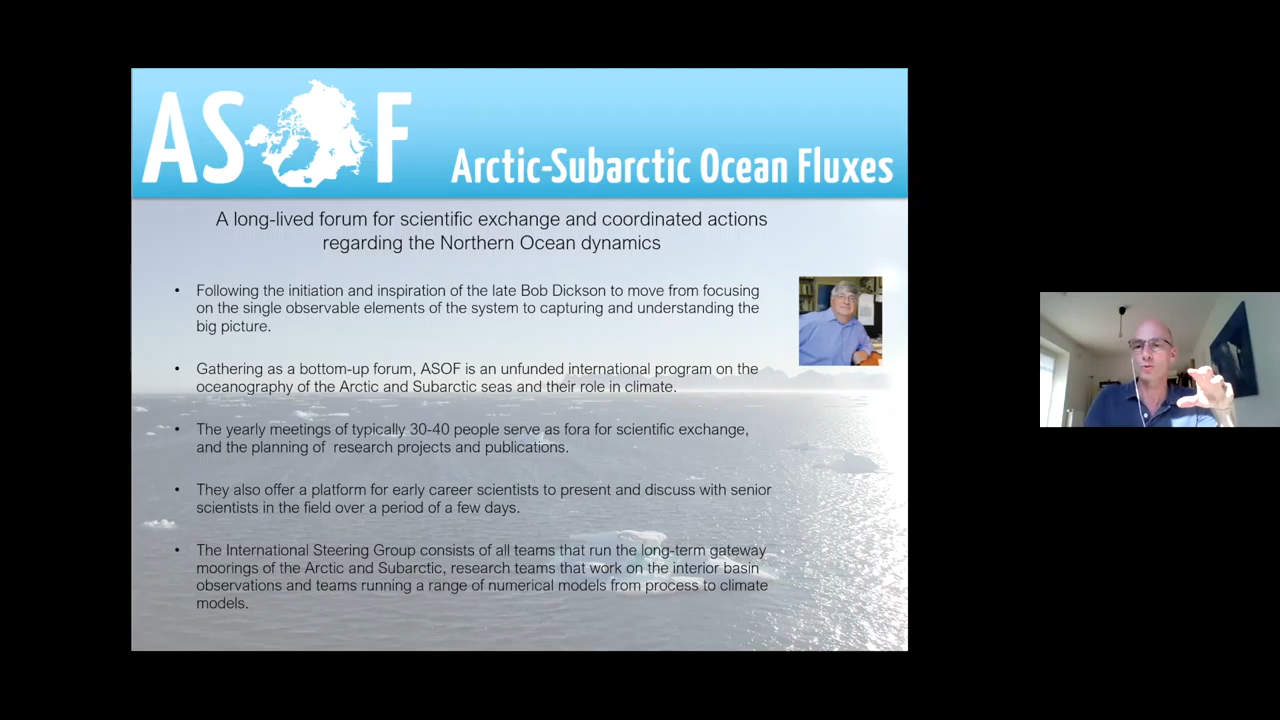 ASOF
Arctic-Subarctic Ocean Fluxes
A long-lived forum for scientific exchange and coordinated actions
regarding the Northern Ocean dynamics
• Following the initiation and inspiration of the late Bob Dickson to move from focusing
on the single observable elements of the system to capturing and understanding the
big picture.
• Gathering as a bottom-up forum, ASOF is an unfunded international program on the
oceanography of the Arctic and Subarctic seas and their role in climate.
• The yearly meetings of typically 30-40 people serve as fora for scientific exchange,
and the planning of research projects and publications.
• They also offer a platform for early career scientists to present and discuss with senior
scientists in the field over a period of a few days.
• The International Steering Group consists of all teams that run the long-term gateway
moorings of the Arctic and Subarctic, research teams that work on the interior basin
observations and teams running a range of numerical models from process to climate
models.